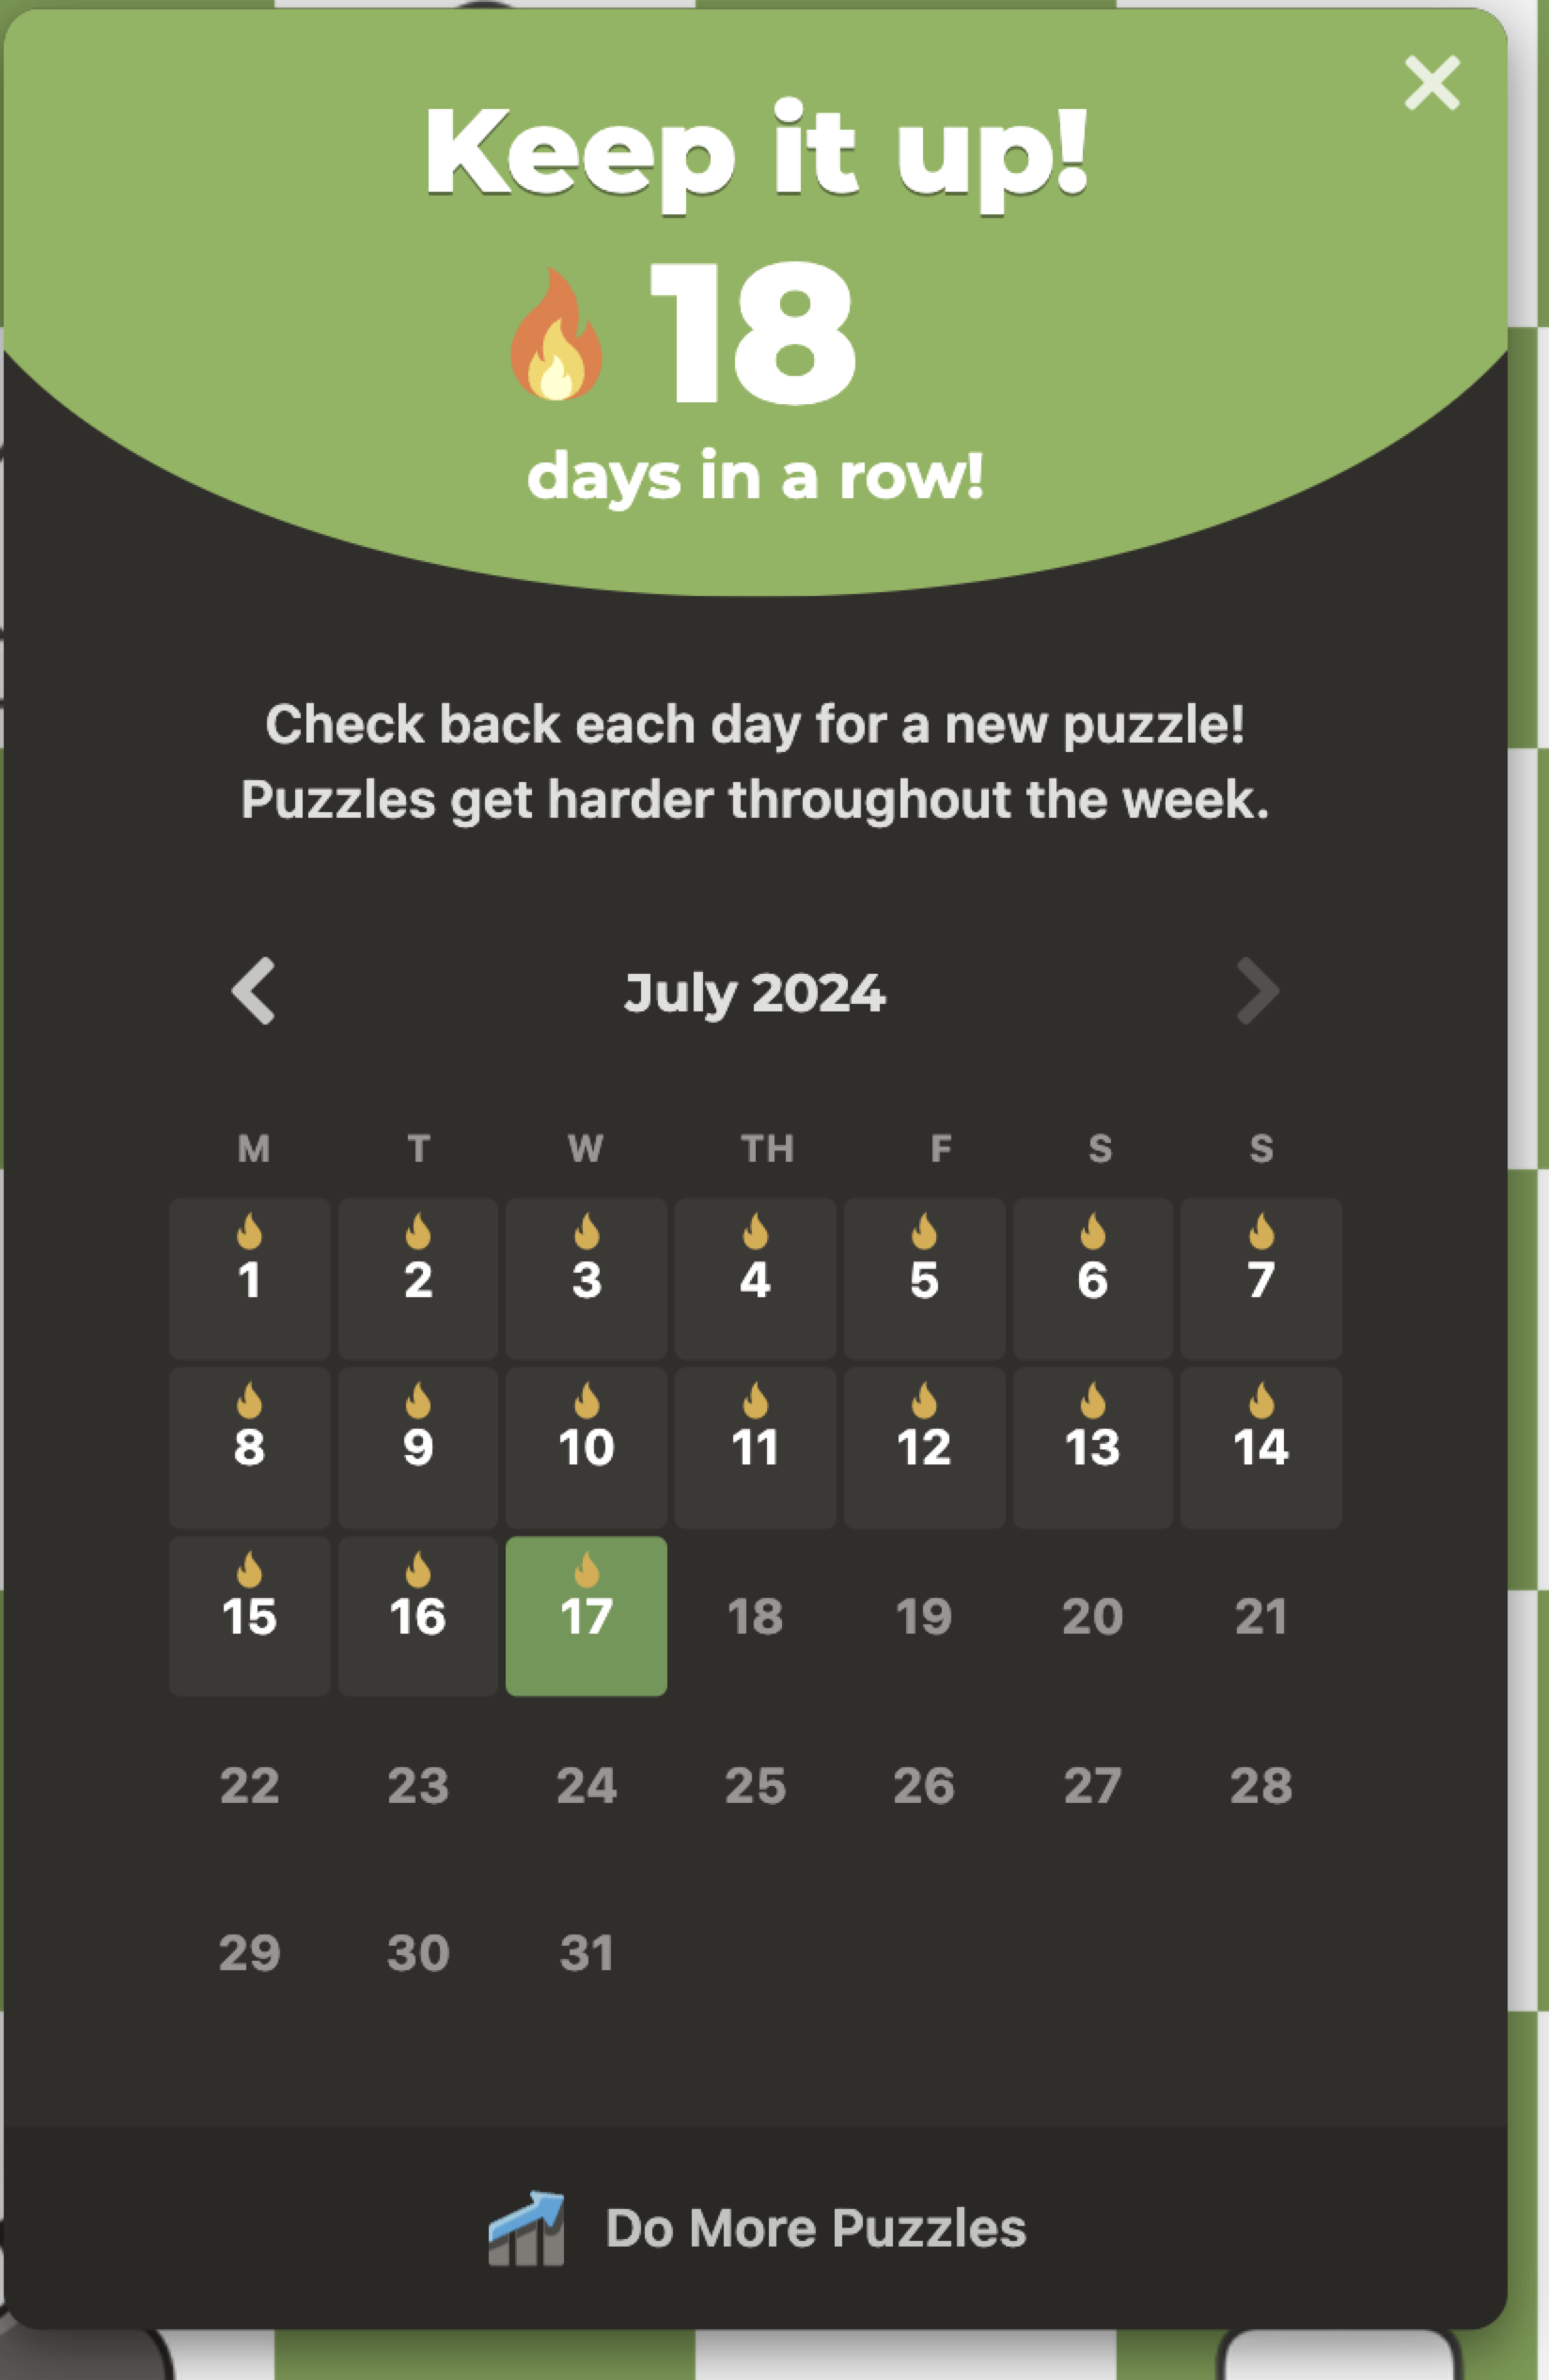 Keep it up!
18
days in a row!
Check back each day for a new puzzle!
Puzzles get harder throughout the week.
July 2024
M T W TH F S S
1 2 3 4 5 6 7
8 9 10 11 12 13 14
15 16 17 18 19 20 21
22 23 24 25 26 27 28
29 30 31
Do More Puzzles